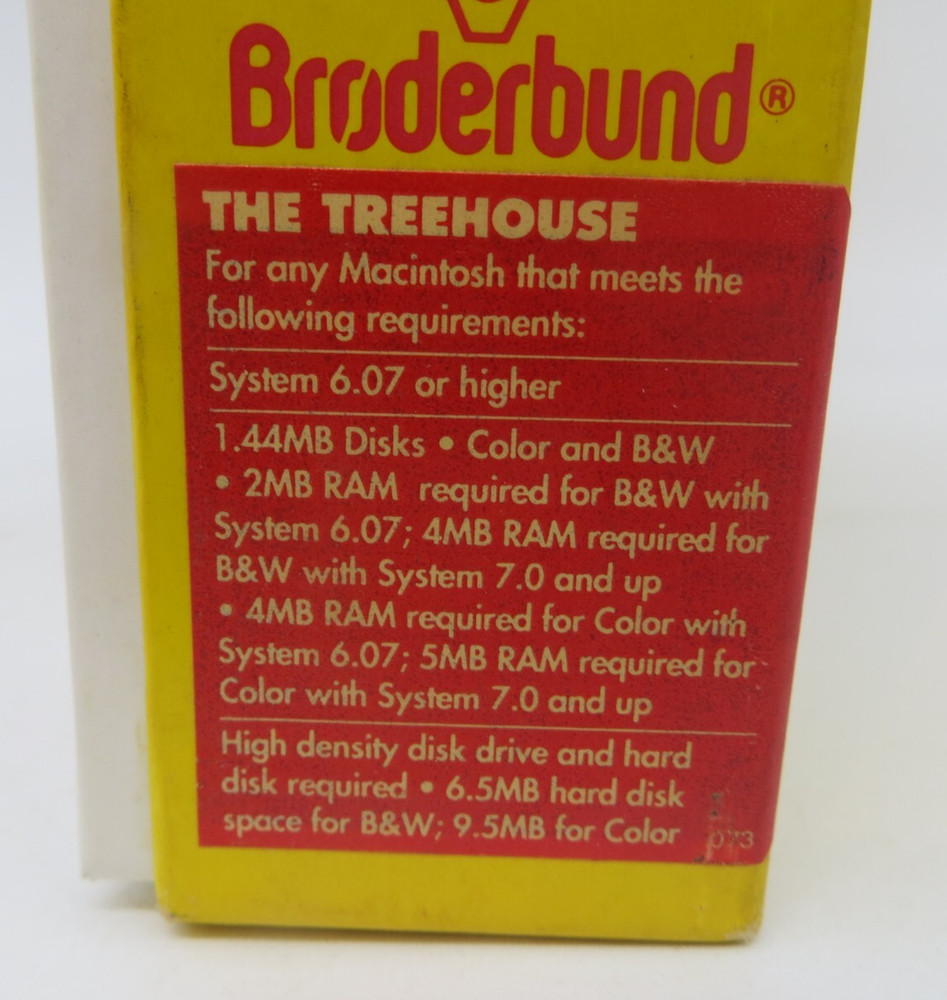 Brøderbund®
THE TREEHOUSE
For any Macintosh that meets the
following requirements:
System 6.07 or higher
1.44MB Disks • Color and B&W
• 2MB RAM required for B&W with
System 6.07; 4MB RAM required for
B&W with System 7.0 and up
• 4MB RAM required for Color with
System 6.07; 5MB RAM required for
Color with System 7.0 and up
High density disk drive and hard
disk required • 6.5MB hard disk
space for B&W; 9.5MB for Color